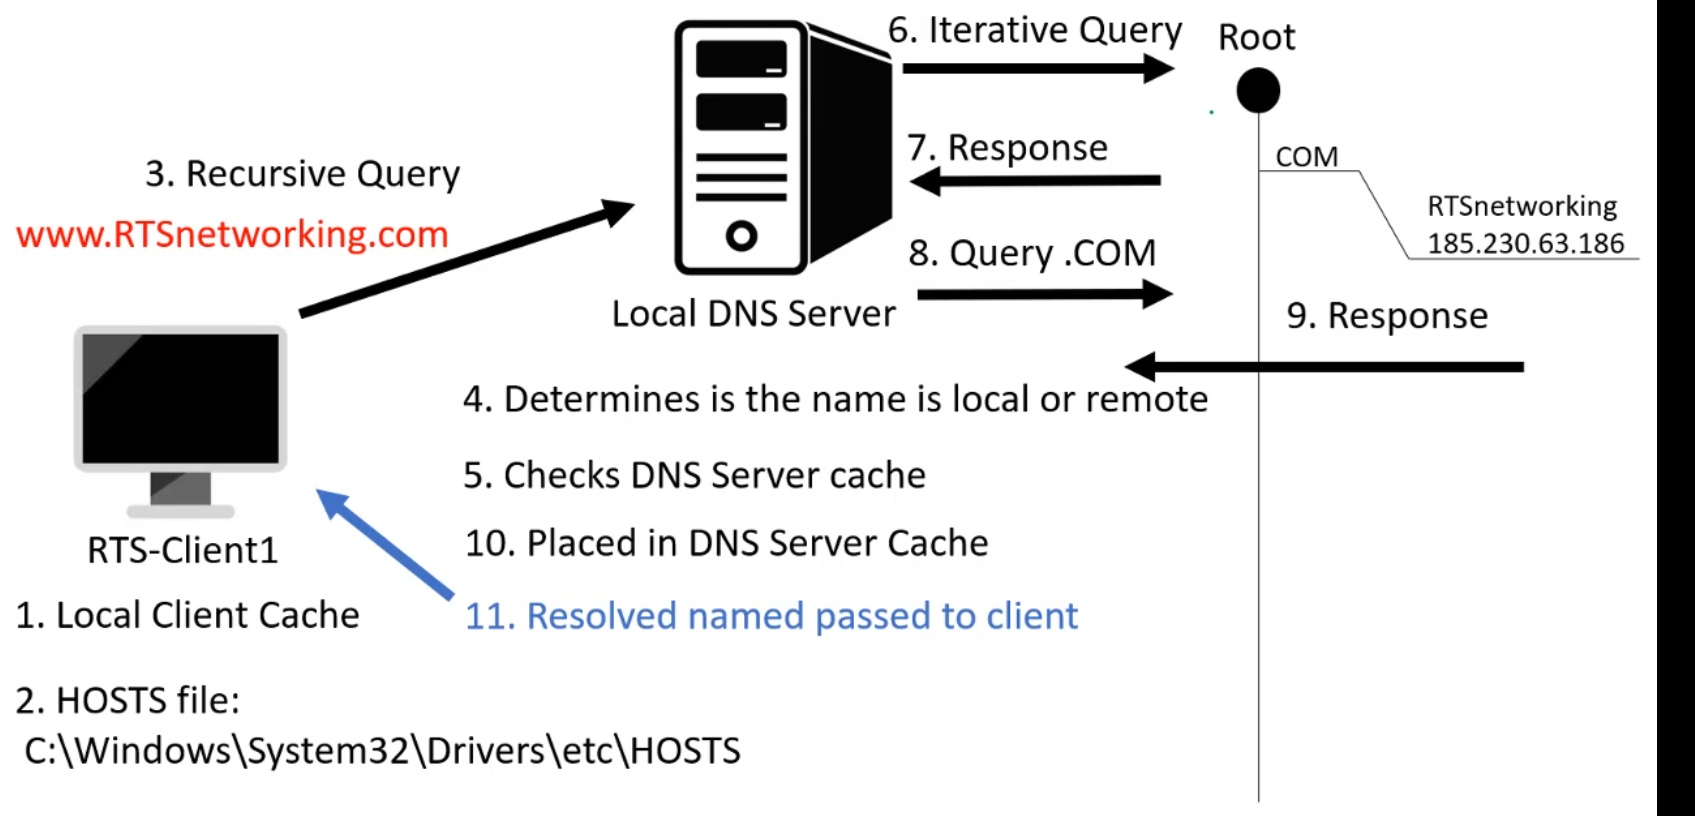 6. Iterative Query
Root
7. Response
COM
3. Recursive Query
www.RTSnetworking.com
RTSnetworking
185.230.63.186
8. Query .COM
Local DNS Server
9. Response
4. Determines is the name is local or remote
5. Checks DNS Server cache
RTS-Client1
10. Placed in DNS Server Cache
1. Local Client Cache
11. Resolved named passed to client
2. HOSTS file:
C:\Windows\System32\Drivers\etc\HOSTS